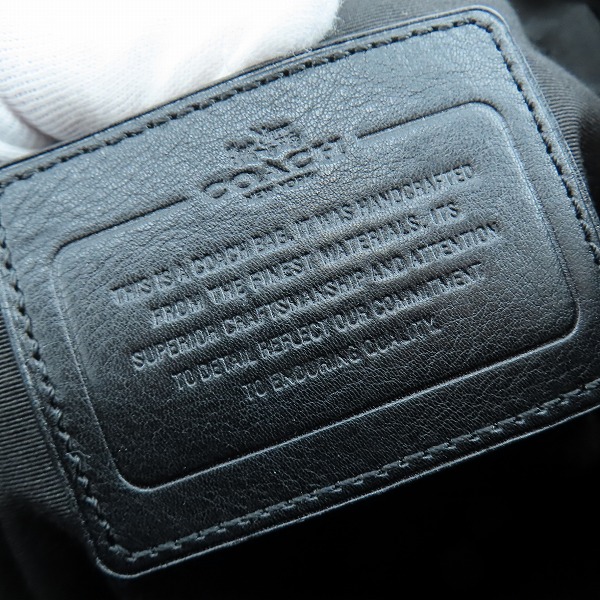 COACH
NEW YORK
THIS IS A COACH BAG. IT WAS HANDCRAFTED
FROM THE FINEST MATERIALS. ITS
SUPERIOR CRAFTSMANSHIP AND ATTENTION
TO DETAIL REFLECT OUR COMMITMENT
TO ENDURING QUALITY.